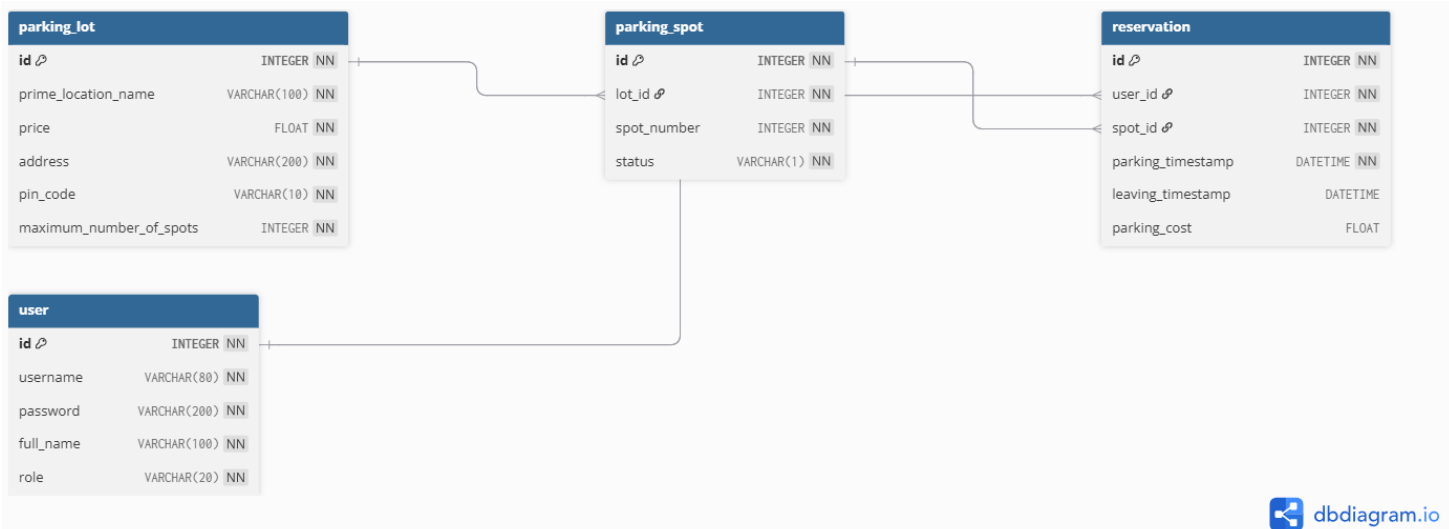 parking_lot
id INTEGER NN
prime_location_name VARCHAR(100) NN
price FLOAT NN
address VARCHAR(200) NN
pin_code VARCHAR(10) NN
maximum_number_of_spots INTEGER NN
parking_spot
id INTEGER NN
lot_id INTEGER NN
spot_number INTEGER NN
status VARCHAR(1) NN
reservation
id INTEGER NN
user_id INTEGER NN
spot_id INTEGER NN
parking_timestamp DATETIME NN
leaving_timestamp DATETIME
parking_cost FLOAT
user
id INTEGER NN
username VARCHAR(80) NN
password VARCHAR(200) NN
full_name VARCHAR(100) NN
role VARCHAR(20) NN
dbdiagram.io